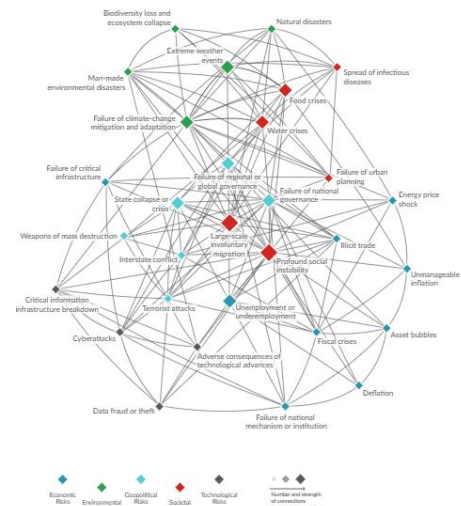 Biodiversity loss and
ecosystem collapse
Natural disasters
Extreme weather
events
Man-made
environmental disasters
Spread of infectious
diseases
Food crises
Failure of climate-change
mitigation and adaptation
Water crises
Failure of critical
infrastructure
Failure of regional or
global governance
Failure of urban
planning
State collapse or
crisis
Failure of national
governance
Energy price
shock
Weapons of mass destruction
Large-scale
involuntary
migration
Illicit trade
Interstate conflict
Profound social
instability
Unmanageable
inflation
Critical information
infrastructure breakdown
Terrorist attacks
Unemployment or
underemployment
Cyberattacks
Fiscal crises
Asset bubbles
Adverse consequences of
technological advances
Deflation
Data fraud or theft
Failure of national
mechanism or institution
Economic
Risks
Environmental
Geopolitical
Risks
Societal
Technological
Risks
Number and strength
of connections